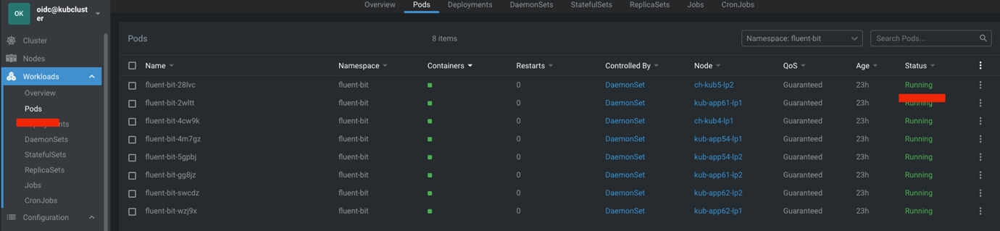 OK
oidc@kubcluster
Overview Pods Deployments DaemonSets StatefulSets ReplicaSets Jobs CronJobs
Cluster
Nodes
Workloads
Overview
Pods
DaemonSets
StatefulSets
ReplicaSets
Jobs
CronJobs
Configuration
Pods 8 items Namespace: fluent-bit Search Pods...
Name Namespace Containers Restarts Controlled By Node QoS Age Status
fluent-bit-28lvc fluent-bit 0 DaemonSet ch-kub5-lp2 Guaranteed 23h Running
fluent-bit-2wltt fluent-bit 0 DaemonSet kub-app61-lp1 Guaranteed 23h Running
fluent-bit-4cw9k fluent-bit 0 DaemonSet ch-kub4-lp1 Guaranteed 23h Running
fluent-bit-4m7gz fluent-bit 0 DaemonSet kub-app54-lp1 Guaranteed 23h Running
fluent-bit-5gpbj fluent-bit 0 DaemonSet kub-app54-lp2 Guaranteed 23h Running
fluent-bit-gg8jz fluent-bit 0 DaemonSet kub-app61-lp2 Guaranteed 23h Running
fluent-bit-swcdz fluent-bit 0 DaemonSet kub-app62-lp2 Guaranteed 23h Running
fluent-bit-wzj9x fluent-bit 0 DaemonSet kub-app62-lp1 Guaranteed 23h Running